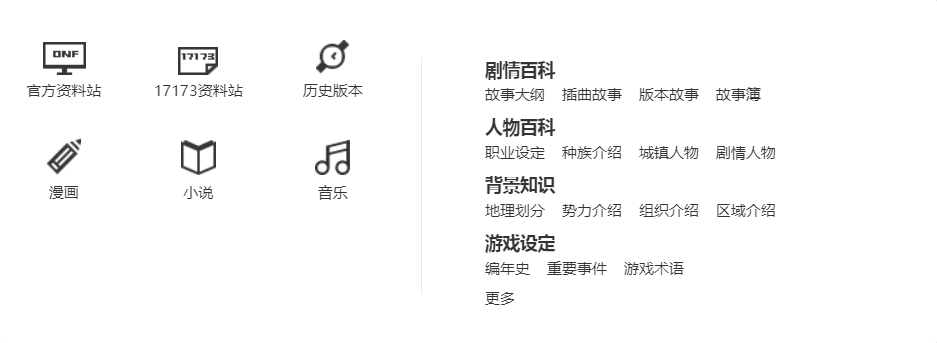 DNF
17173
官方资料站
17173资料站
历史版本
漫画
小说
音乐
剧情百科
故事大纲 插曲故事 版本故事 故事簿
人物百科
职业设定 种族介绍 城镇人物 剧情人物
背景知识
地理划分 势力介绍 组织介绍 区域介绍
游戏设定
编年史 重要事件 游戏术语
更多